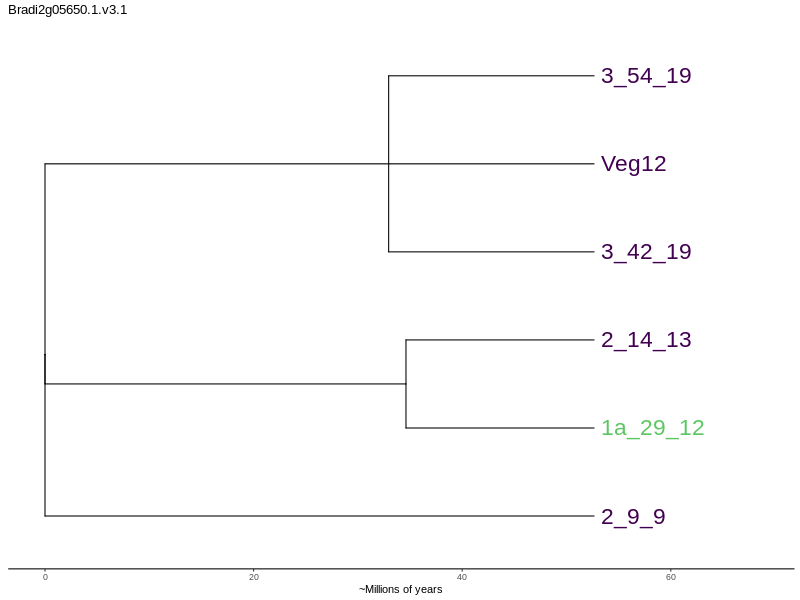 Bradi2g05650.1.v3.1
3_54_19
Veg12
3_42_19
2_14_13
1a_29_12
2_9_9
0 20 40 60
~Millions of years